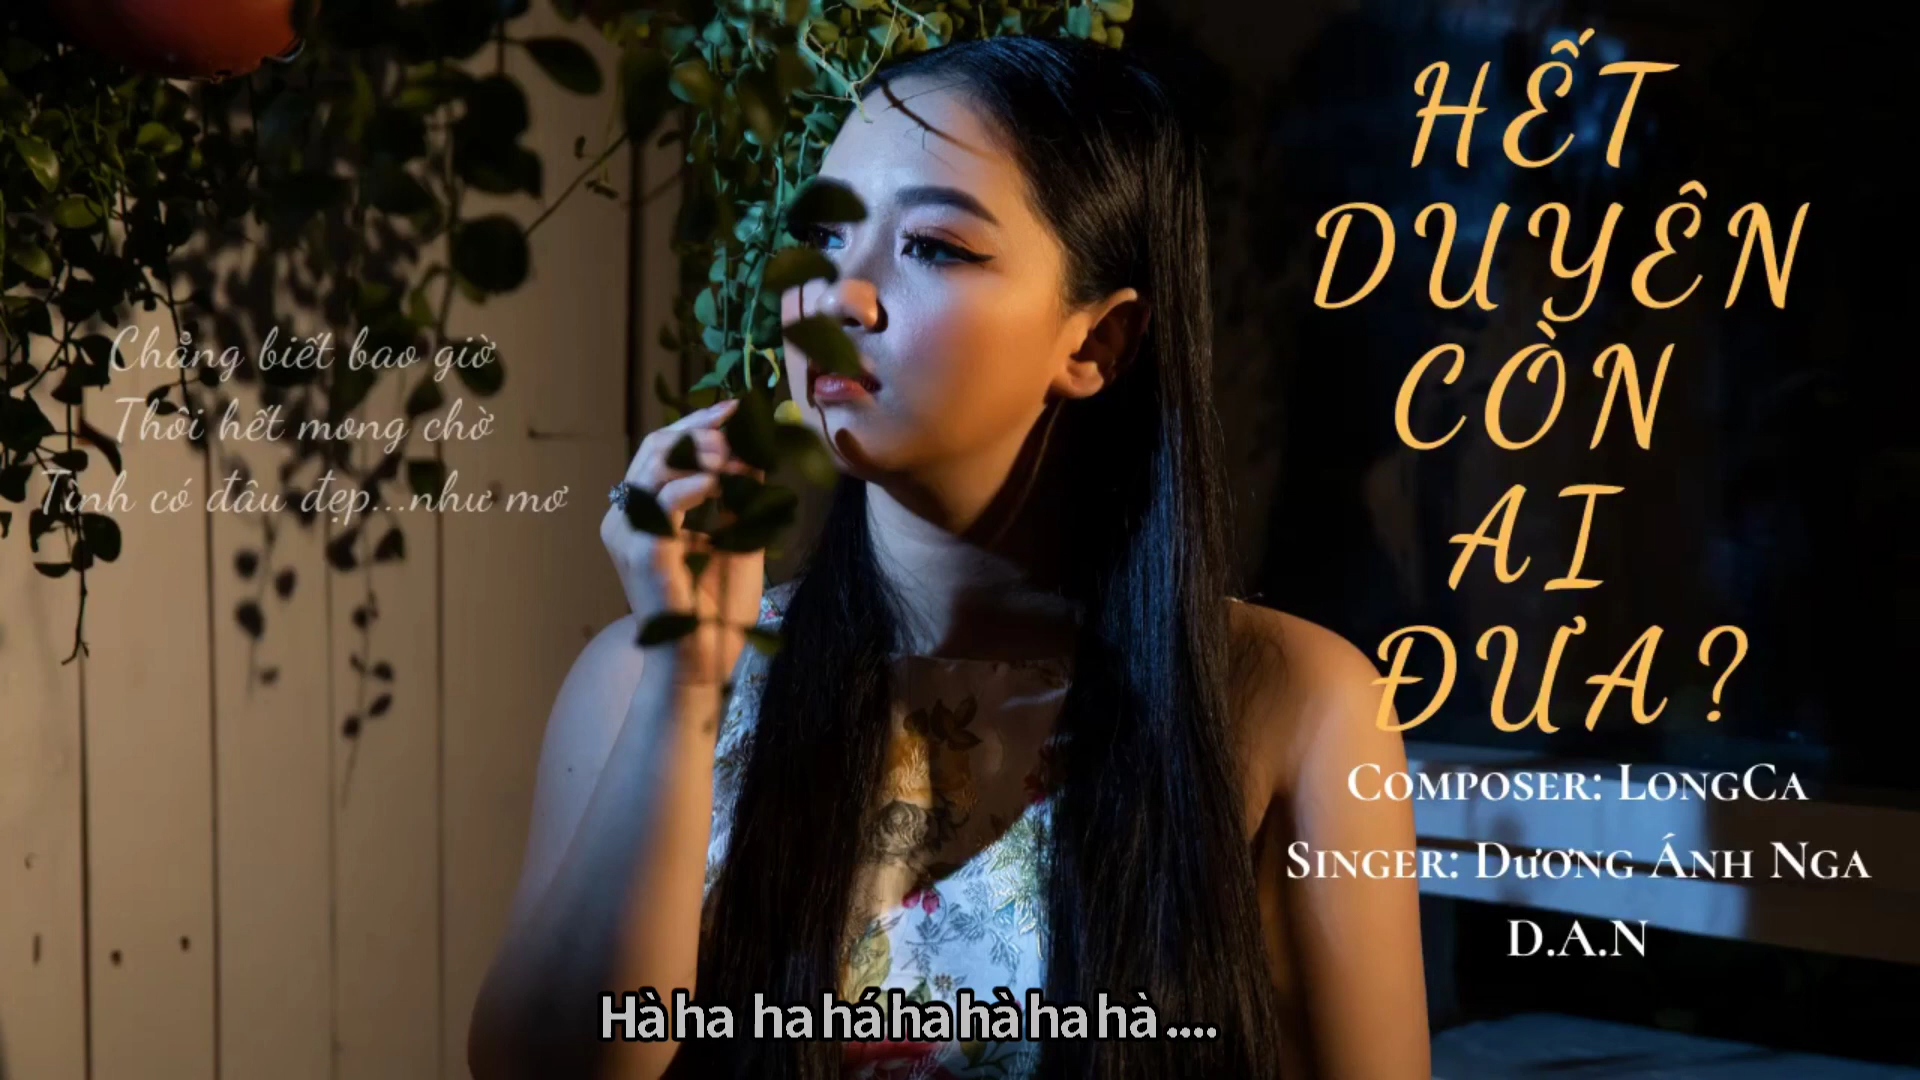 Chẳng biết bao giờ
Thôi hết mong chờ
Tình có đâu đẹp...như mơ
HẾT
DUYÊN
CÒN
AI
ĐƯA?
COMPOSER: LONGCA
SINGER: DƯƠNG ÁNH NGA
D.A.N
Hà ha ha há ha hà ha hà ....